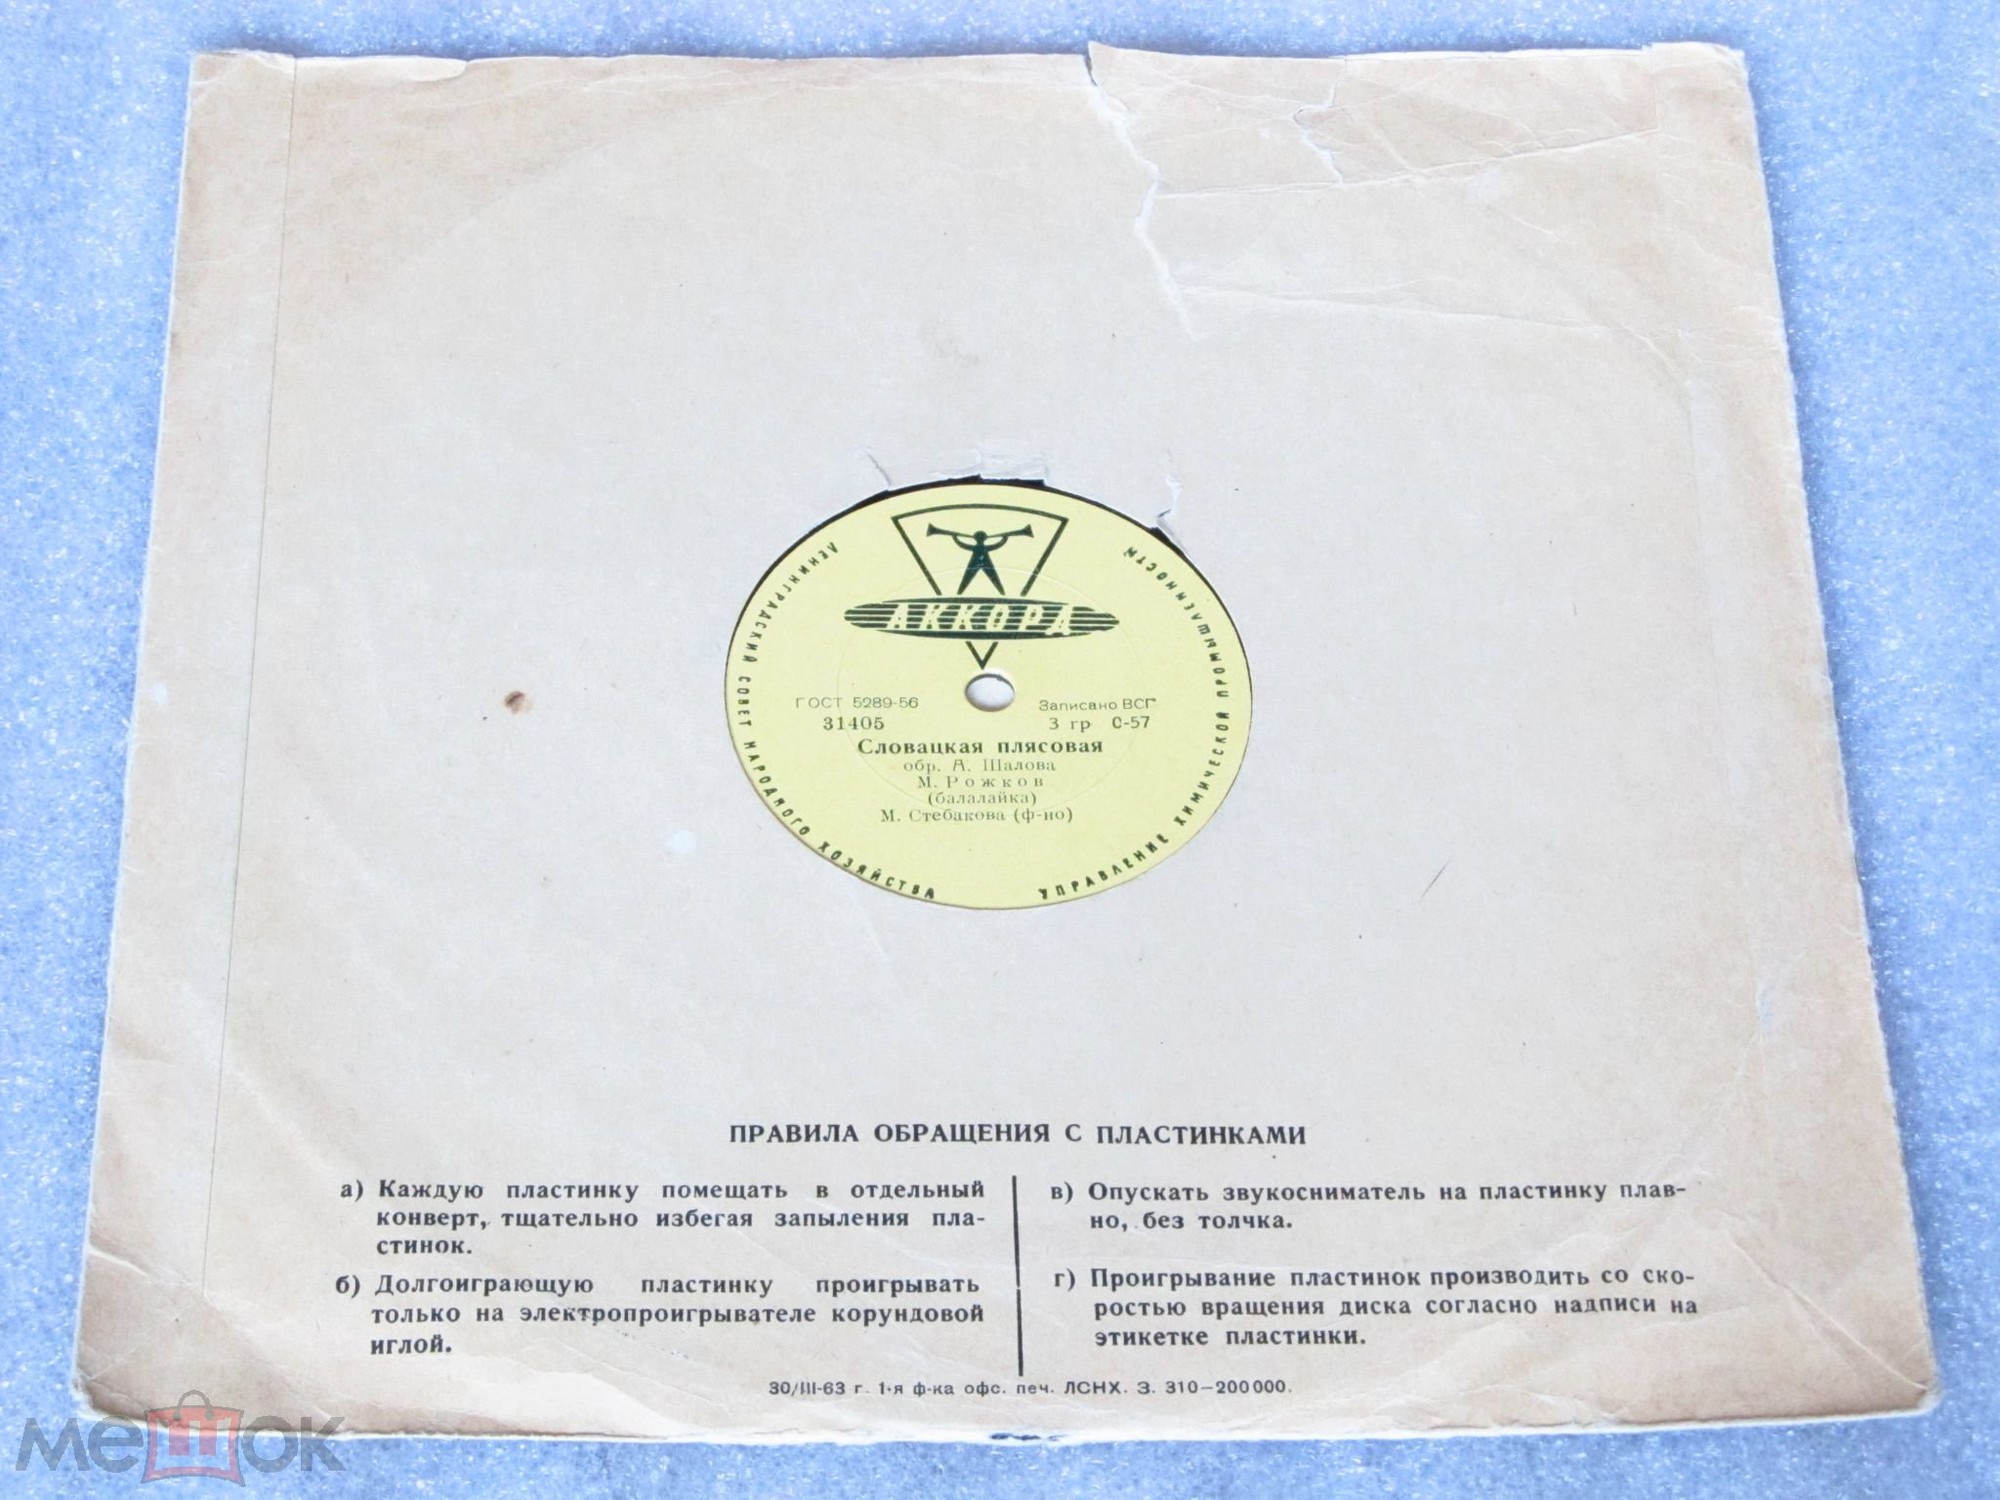 АККОРД
ЛЕНИНГРАДСКИЙ СОВЕТ НАРОДНОГО ХОЗЯЙСТВА
УПРАВЛЕНИЕ ХИМИЧЕСКОЙ ПРОМЫШЛЕННОСТИ
ГОСТ 5289-56 Записано ВСГ
31405 3 гр С-57
Словацкая плясовая
обр. А. Шалова
М. Рожков
(балалайка)
М. Стебакова (ф-но)
ПРАВИЛА ОБРАЩЕНИЯ С ПЛАСТИНКАМИ
а) Каждую пластинку помещать в отдельный
конверт, тщательно избегая запыления пла-
стинок.
б) Долгоиграющую пластинку проигрывать
только на электропроигрывателе корундовой
иглой.
в) Опускать звукосниматель на пластинку плав-
но, без толчка.
г) Проигрывание пластинок производить со ско-
ростью вращения диска согласно надписи на
этикетке пластинки.
30/III-63 г. 1-я ф-ка офс. печ. ЛСНХ. З. 310—200000.
мешок